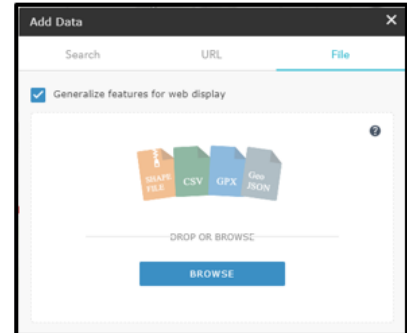 Add Data
Search URL File
Generalize features for web display
SHAPE FILE CSV GPX Geo JSON
DROP OR BROWSE
BROWSE